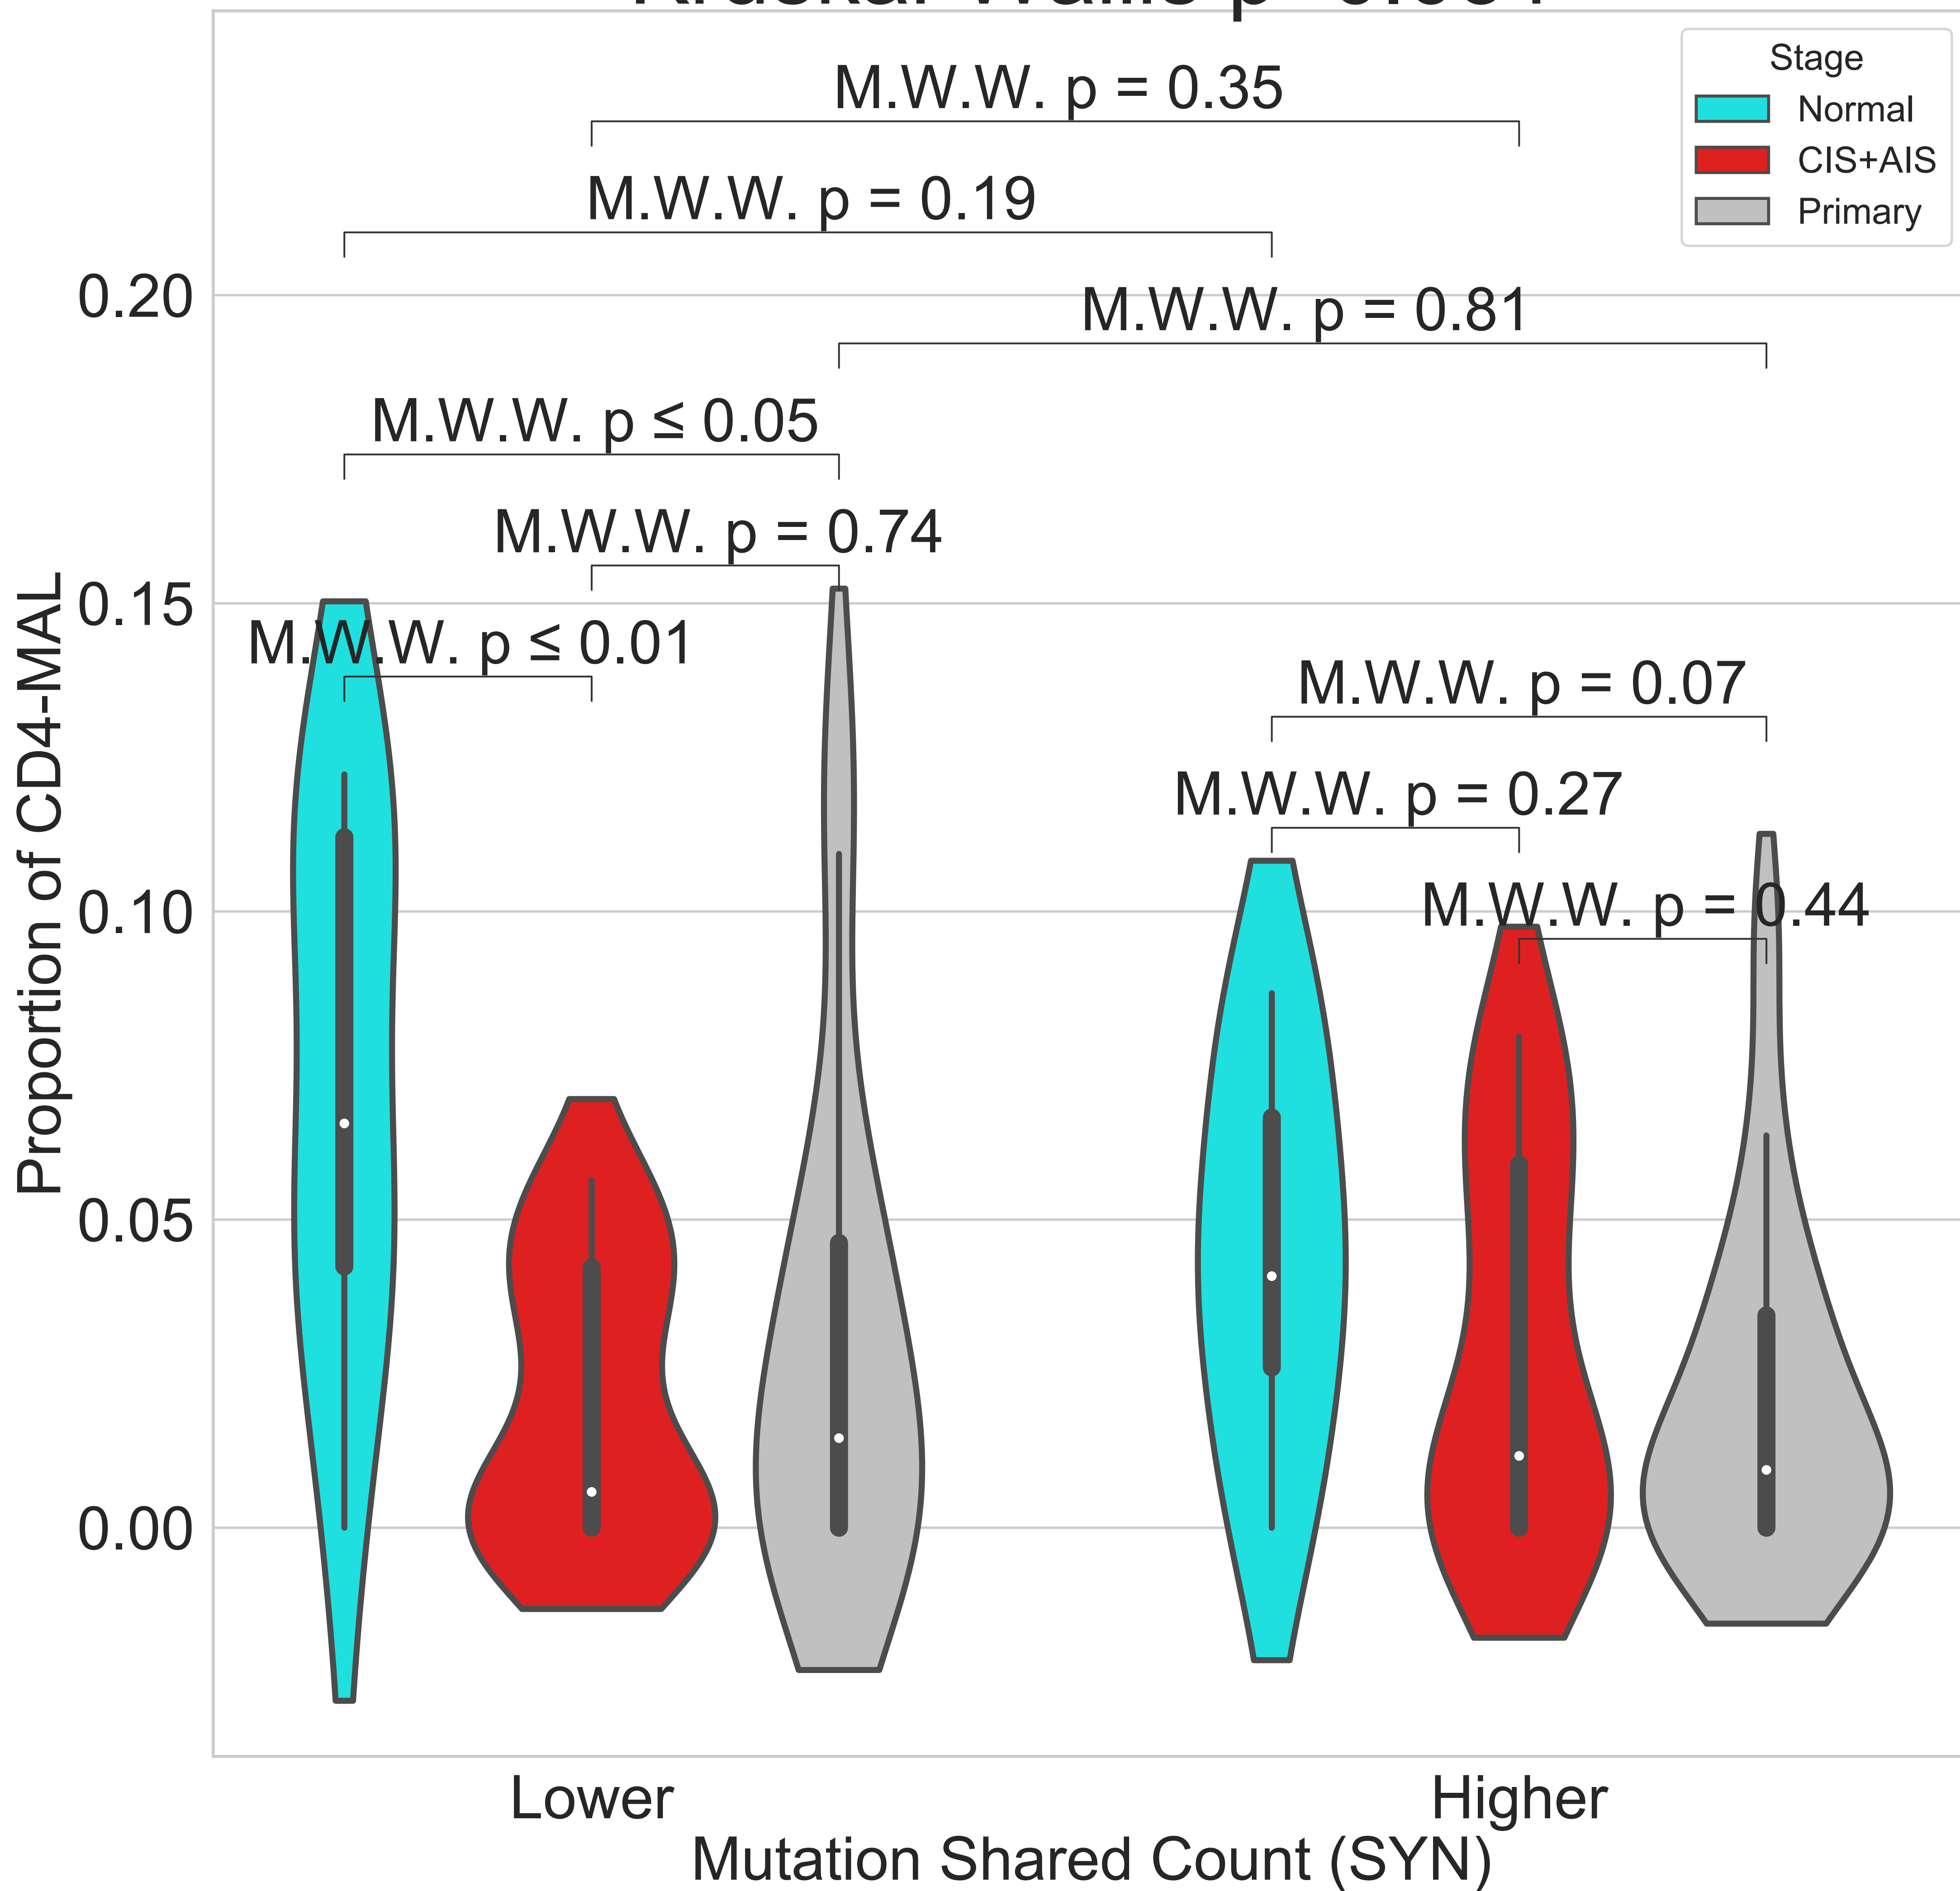 Stage
Normal
CIS+AIS
Primary
M.W.W. p = 0.35
M.W.W. p = 0.19
M.W.W. p = 0.81
M.W.W. p ≤ 0.05
M.W.W. p = 0.74
M.W.W. p ≤ 0.01
M.W.W. p = 0.07
M.W.W. p = 0.27
M.W.W. p = 0.44
Proportion of CD4-MAL
0.20
0.15
0.10
0.05
0.00
Lower
Higher
Mutation Shared Count (SYN)